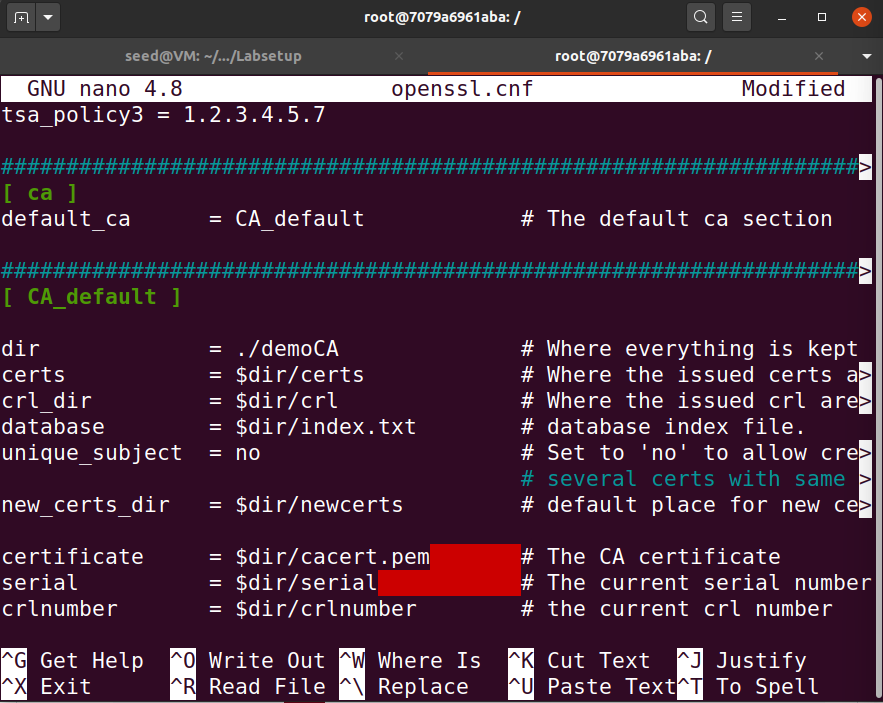 root@7079a6961aba: /
seed@VM: ~/.../Labsetup × root@7079a6961aba: / ×
GNU nano 4.8 openssl.cnf Modified
tsa_policy3 = 1.2.3.4.5.7
##################################################################>
[ ca ]
default_ca = CA_default # The default ca section
##################################################################>
[ CA_default ]
dir = ./demoCA # Where everything is kept
certs = $dir/certs # Where the issued certs a>
crl_dir = $dir/crl # Where the issued crl are>
database = $dir/index.txt # database index file.
unique_subject = no # Set to 'no' to allow cre>
# several certs with same >
new_certs_dir = $dir/newcerts # default place for new ce>
certificate = $dir/cacert.pem # The CA certificate
serial = $dir/serial # The current serial number
crlnumber = $dir/crlnumber # the current crl number
^G Get Help ^O Write Out ^W Where Is ^K Cut Text ^J Justify
^X Exit ^R Read File ^\ Replace ^U Paste Text ^T To Spell